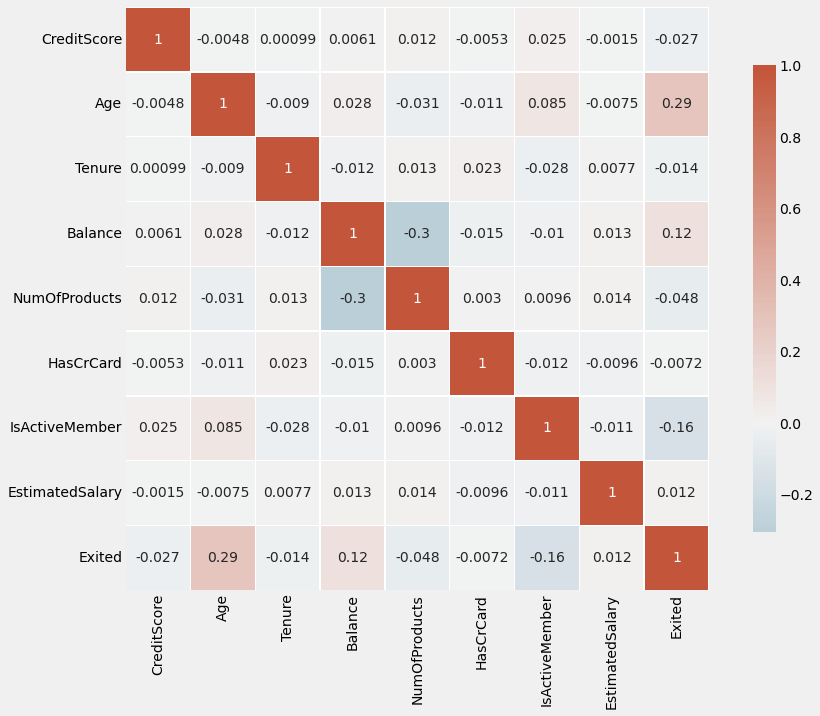 CreditScore 1 -0.0048 0.00099 0.0061 0.012 -0.0053 0.025 -0.0015 -0.027
Age -0.0048 1 -0.009 0.028 -0.031 -0.011 0.085 -0.0075 0.29
Tenure 0.00099 -0.009 1 -0.012 0.013 0.023 -0.028 0.0077 -0.014
Balance 0.0061 0.028 -0.012 1 -0.3 -0.015 -0.01 0.013 0.12
NumOfProducts 0.012 -0.031 0.013 -0.3 1 0.003 0.0096 0.014 -0.048
HasCrCard -0.0053 -0.011 0.023 -0.015 0.003 1 -0.012 -0.0096 -0.0072
IsActiveMember 0.025 0.085 -0.028 -0.01 0.0096 -0.012 1 -0.011 -0.16
EstimatedSalary -0.0015 -0.0075 0.0077 0.013 0.014 -0.0096 -0.011 1 0.012
Exited -0.027 0.29 -0.014 0.12 -0.048 -0.0072 -0.16 0.012 1
CreditScore Age Tenure Balance NumOfProducts HasCrCard IsActiveMember EstimatedSalary Exited
1.0
0.8
0.6
0.4
0.2
0.0
−0.2